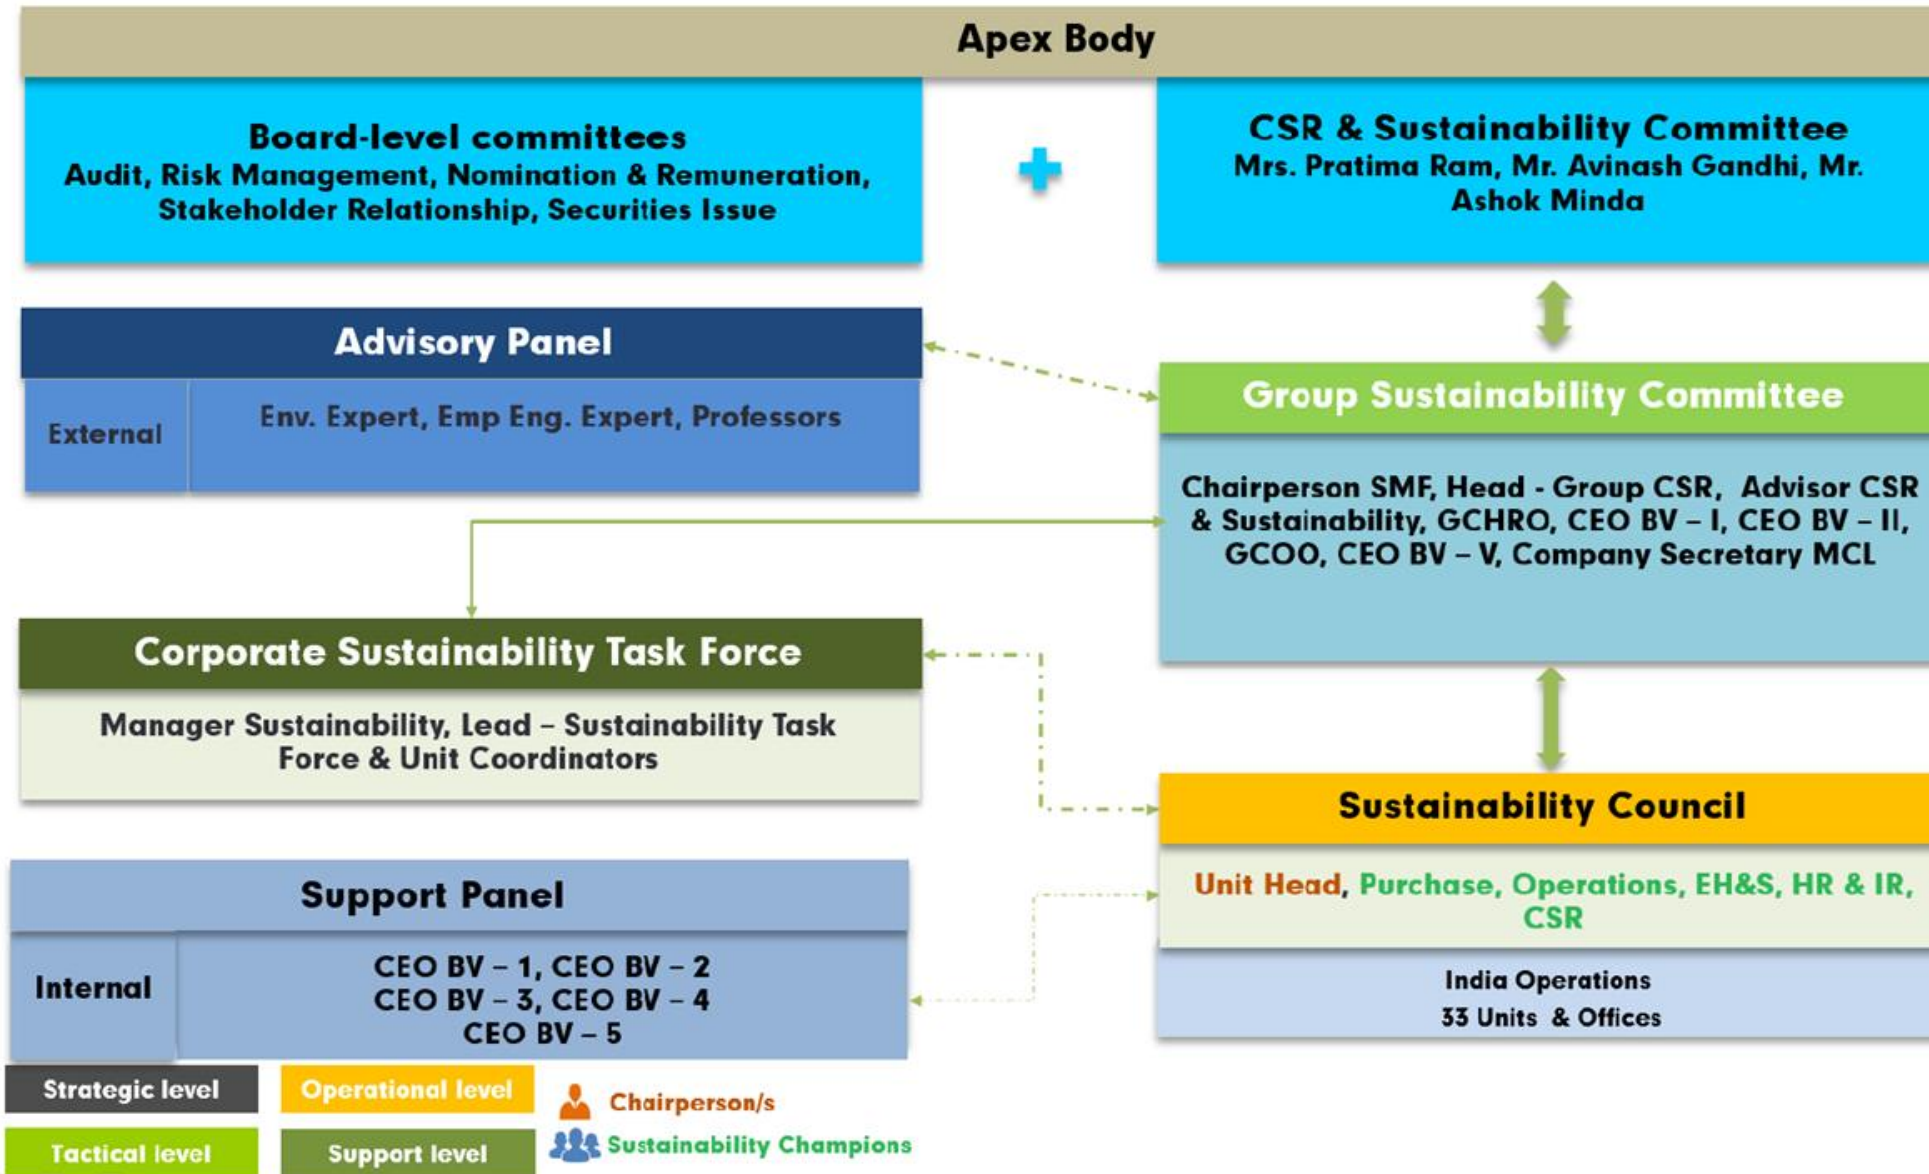 Apex Body
Board-level committees
Audit, Risk Management, Nomination & Remuneration,
Stakeholder Relationship, Securities Issue
CSR & Sustainability Committee
Mrs. Pratima Ram, Mr. Avinash Gandhi, Mr.
Ashok Minda
Advisory Panel
External
Env. Expert, Emp Eng. Expert, Professors
Group Sustainability Committee
Chairperson SMF, Head - Group CSR, Advisor CSR
& Sustainability, GCHRO, CEO BV – I, CEO BV – II,
GCOO, CEO BV – V, Company Secretary MCL
Corporate Sustainability Task Force
Manager Sustainability, Lead – Sustainability Task
Force & Unit Coordinators
Sustainability Council
Unit Head, Purchase, Operations, EH&S, HR & IR,
CSR
India Operations
33 Units & Offices
Support Panel
Internal
CEO BV – 1, CEO BV – 2
CEO BV – 3, CEO BV – 4
CEO BV – 5
Strategic level
Operational level
Chairperson/s
Tactical level
Support level
Sustainability Champions